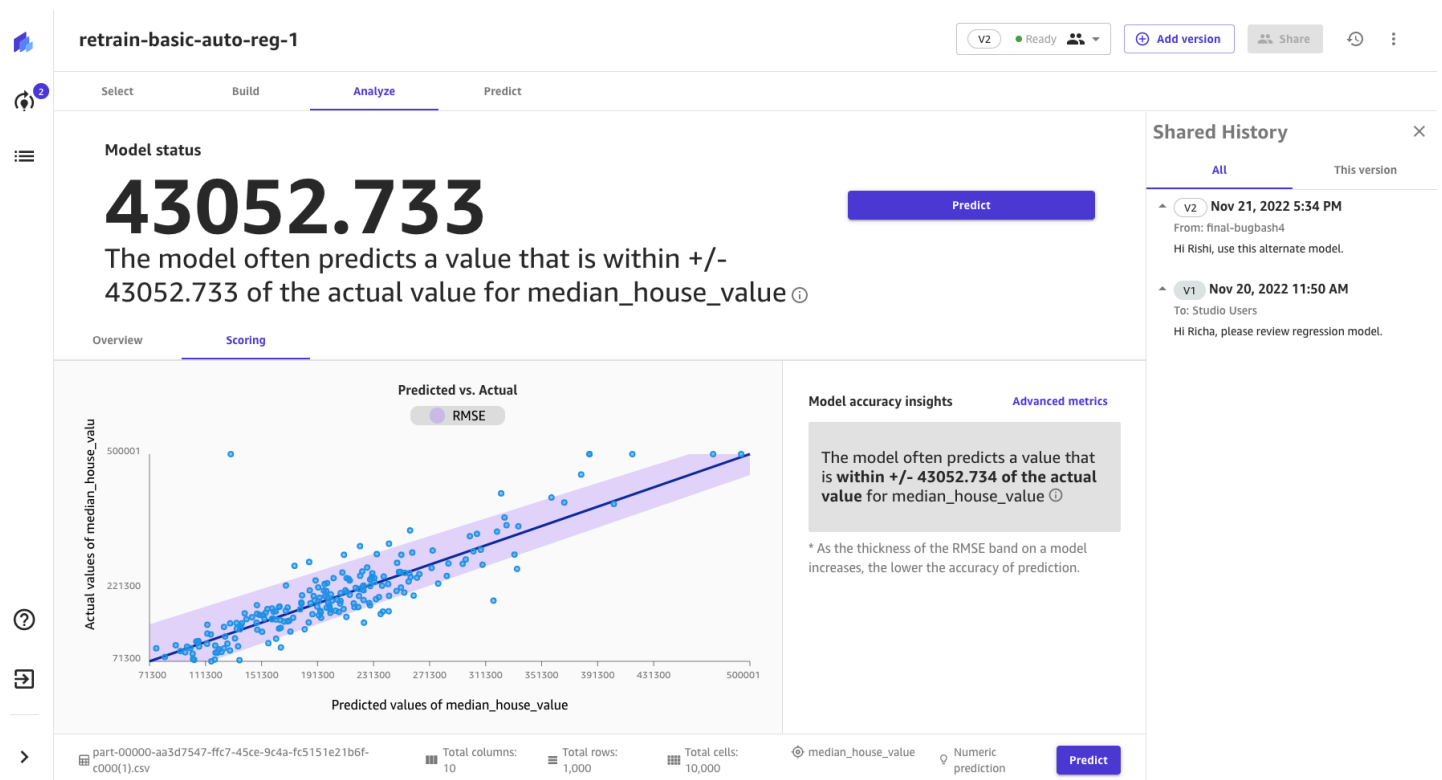 retrain-basic-auto-reg-1
V2
Ready
Add version
Share
2
Select
Build
Analyze
Predict
Model status
43052.733
The model often predicts a value that is within +/-
43052.733 of the actual value for median_house_value
Predict
Overview
Scoring
Predicted vs. Actual
RMSE
Actual values of median_house_valu
500001
221300
71300
71300
111300
151300
191300
231300
271300
311300
351300
391300
431300
500001
Predicted values of median_house_value
Model accuracy insights
Advanced metrics
The model often predicts a value that
is within +/- 43052.734 of the actual
value for median_house_value
* As the thickness of the RMSE band on a model
increases, the lower the accuracy of prediction.
Shared History
All
This version
V2 Nov 21, 2022 5:34 PM
From: final-bugbash4
Hi Rishi, use this alternate model.
V1 Nov 20, 2022 11:50 AM
To: Studio Users
Hi Richa, please review regression model.
part-00000-aa3d7547-ffc7-45ce-9c4a-fc5151e21b6f-
c000(1).csv
Total columns:
10
Total rows:
1,000
Total cells:
10,000
median_house_value
Numeric
prediction
Predict